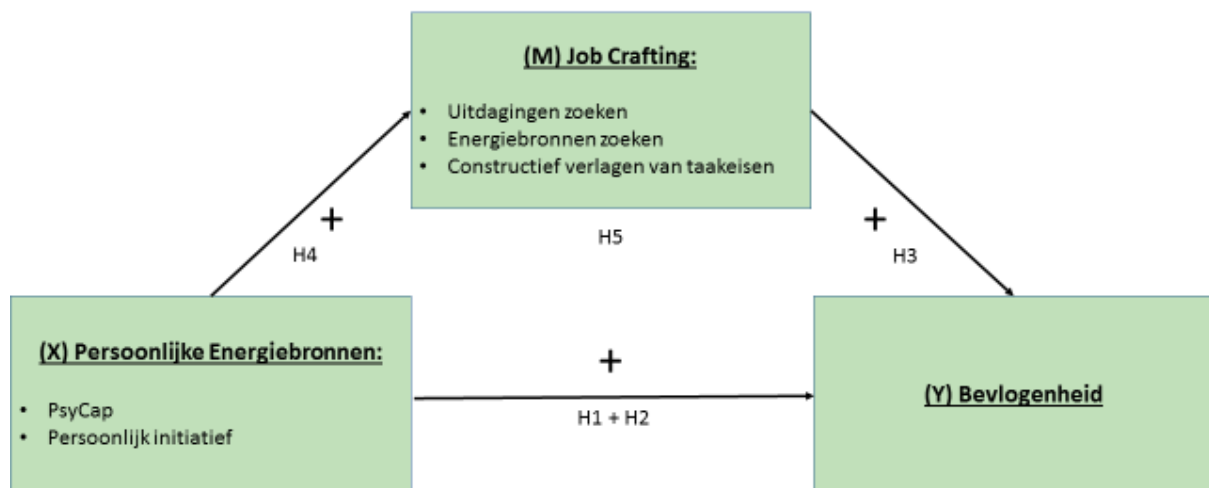 (M) Job Crafting:
• Uitdagingen zoeken
• Energiebronnen zoeken
• Constructief verlagen van taakeisen
+
H4
H5
+
H3
(X) Persoonlijke Energiebronnen:
• PsyCap
• Persoonlijk initiatief
+
H1 + H2
(Y) Bevlogenheid